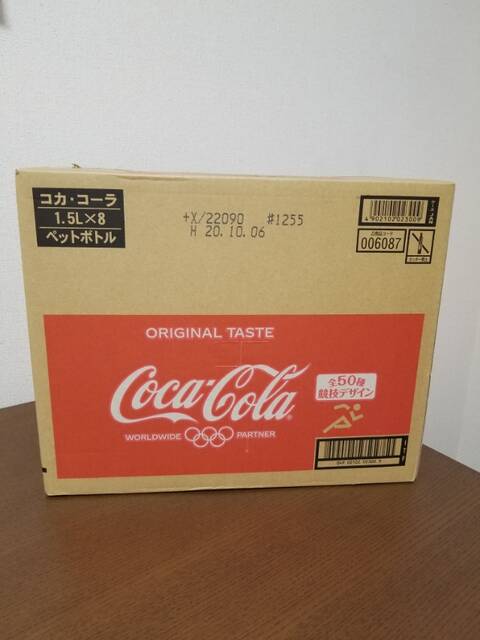 コカ・コーラ
1.5L×8
ペットボトル
+X/22090 #1255
H 20.10.06
4902102023009
006087
ORIGINAL TASTE
Coca-Cola
WORLDWIDE PARTNER
全50種
競技デザイン